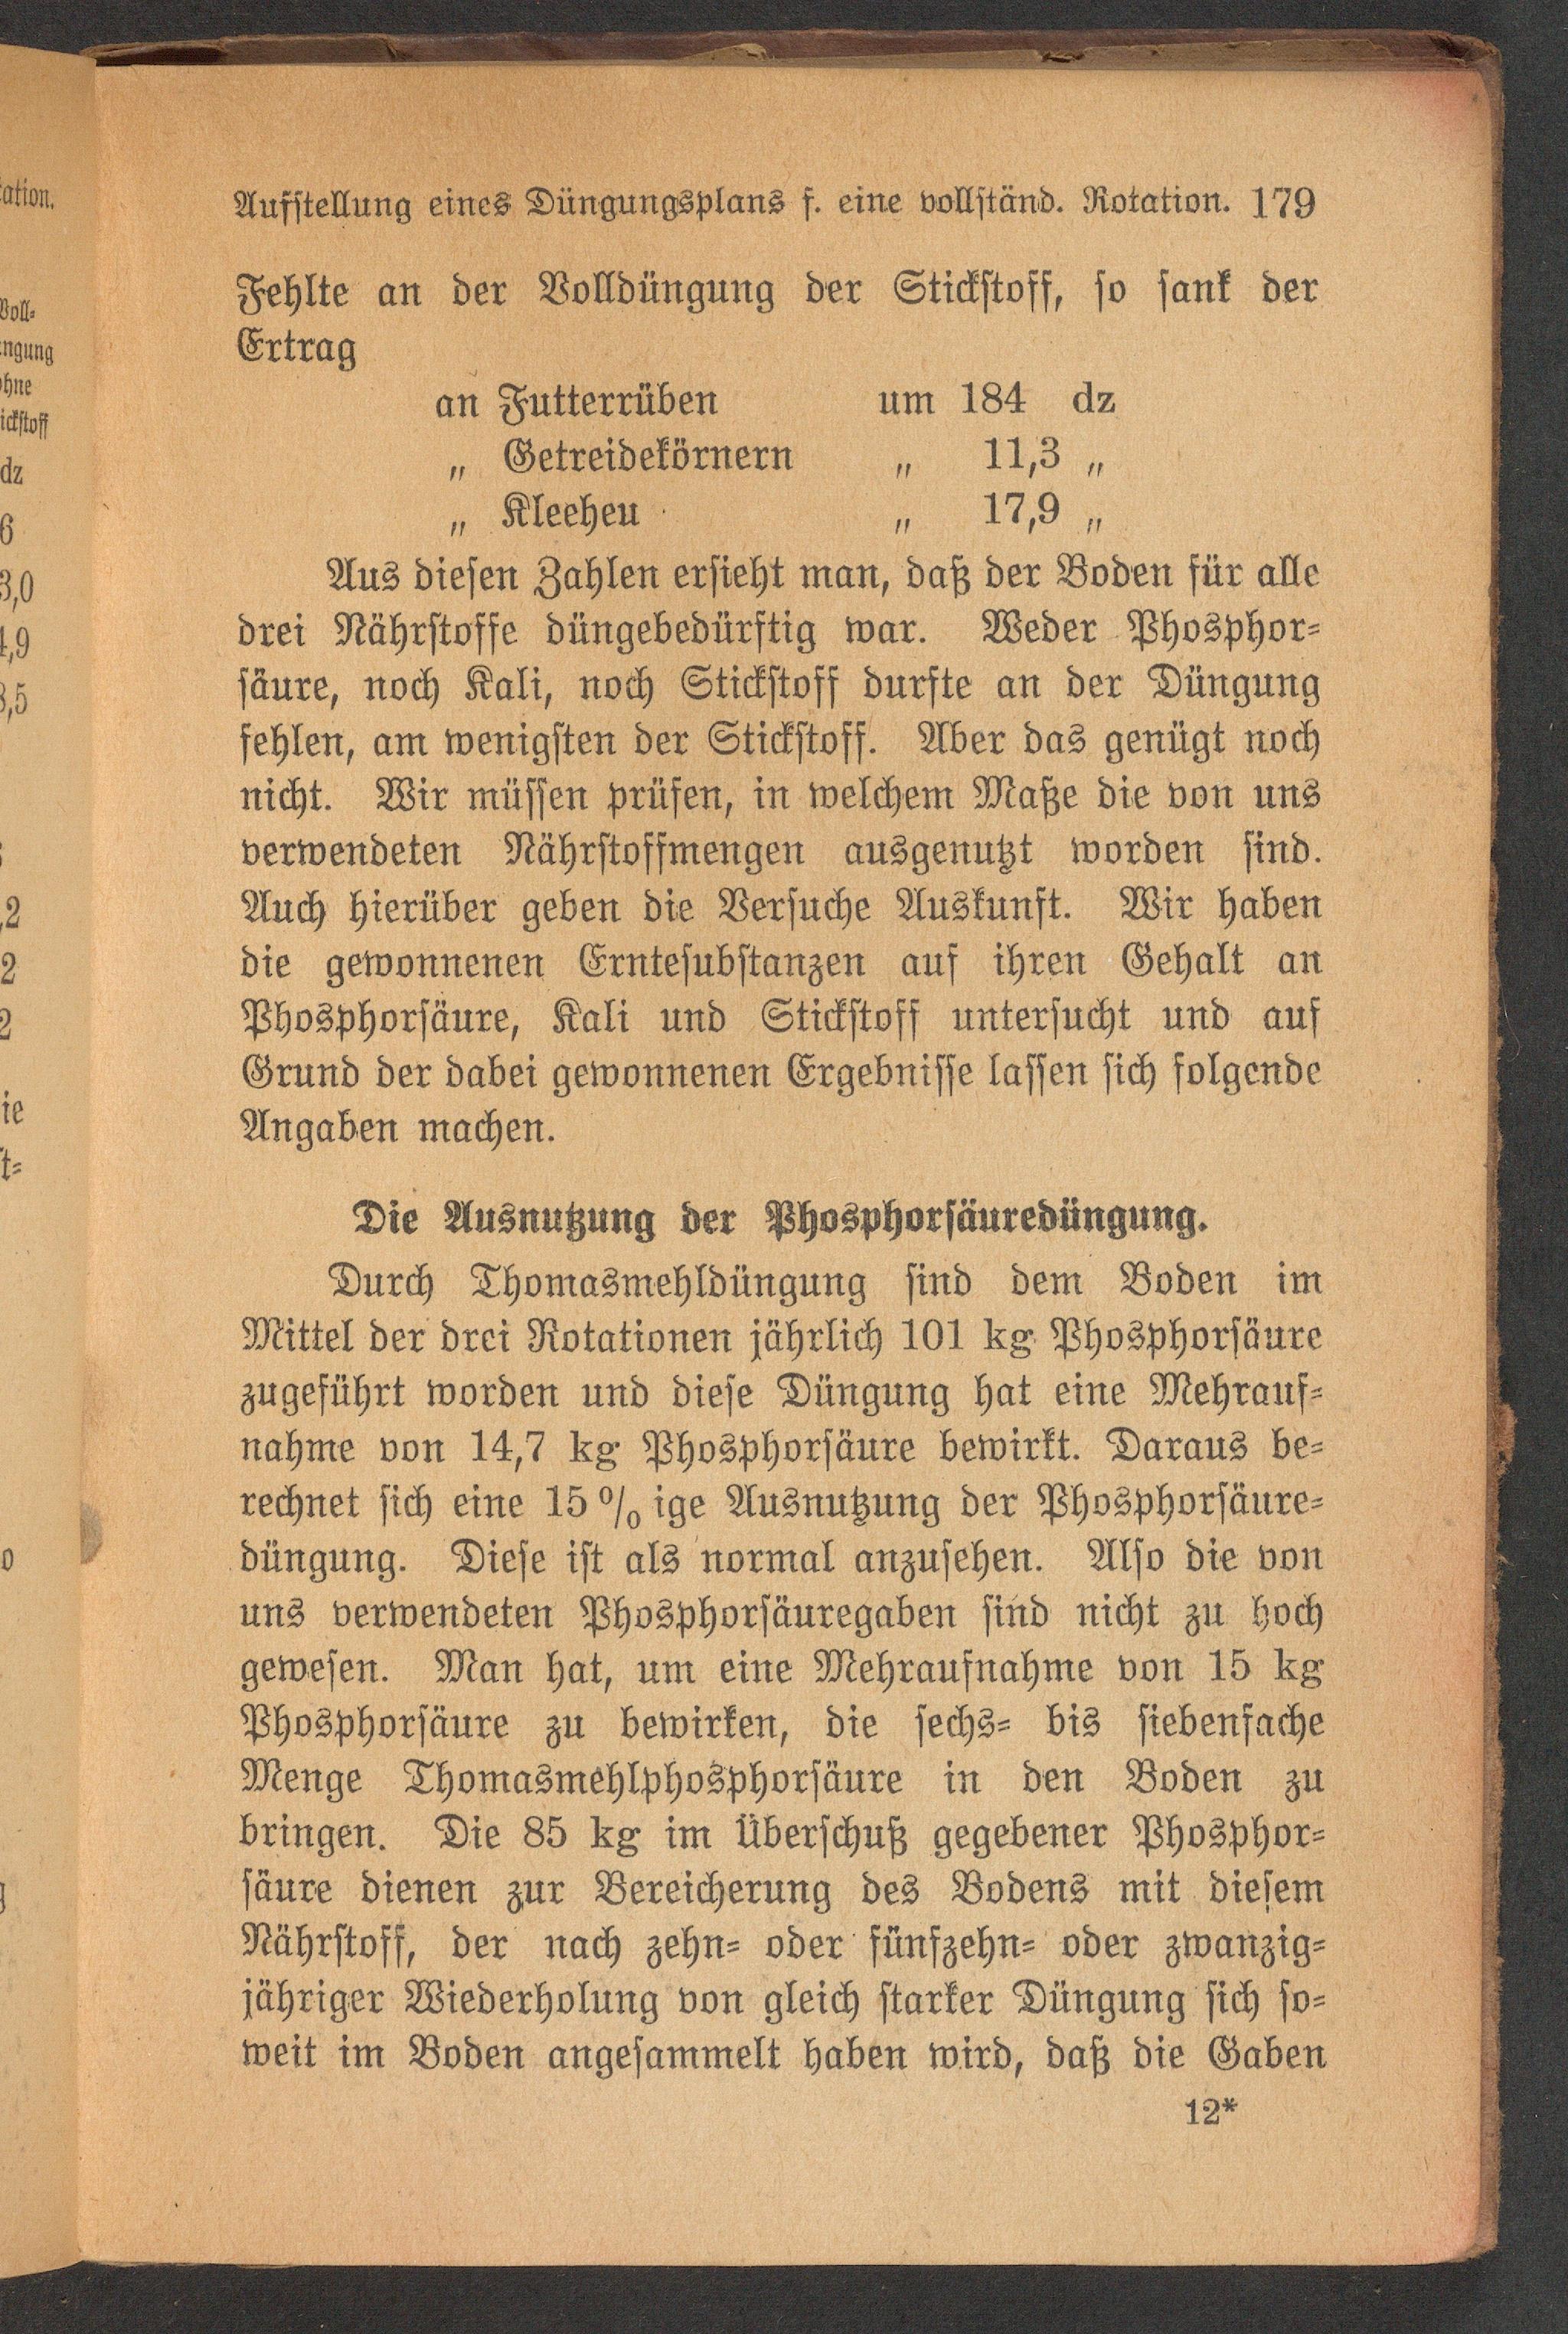 Aufstellung eines Düngungsplans f. eine vollständ. Rotation. 179
Fehlte an der Volldüngung der Stickstoff, so sank der
Ertrag
an Futterrüben um 184 dz
„ Getreidekörnern „ 11,3 „
„ Kleeheu „ 17,9 „
Aus diesen Zahlen ersieht man, daß der Boden für alle
drei Nährstoffe düngebedürftig war. Weder Phosphor=
säure, noch Kali, noch Stickstoff durfte an der Düngung
fehlen, am wenigsten der Stickstoff. Aber das genügt noch
nicht. Wir müssen prüfen, in welchem Maße die von uns
verwendeten Nährstoffmengen ausgenutzt worden sind.
Auch hierüber geben die Versuche Auskunft. Wir haben
die gewonnenen Erntesubstanzen auf ihren Gehalt an
Phosphorsäure, Kali und Stickstoff untersucht und auf
Grund der dabei gewonnenen Ergebnisse lassen sich folgende
Angaben machen.
Die Ausnutzung der Phosphorsäuredüngung.
Durch Thomasmehldüngung sind dem Boden im
Mittel der drei Rotationen jährlich 101 kg Phosphorsäure
zugeführt worden und diese Düngung hat eine Mehrauf=
nahme von 14,7 kg Phosphorsäure bewirkt. Daraus be=
rechnet sich eine 15 % ige Ausnutzung der Phosphorsäure=
düngung. Diese ist als normal anzusehen. Also die von
uns verwendeten Phosphorsäuregaben sind nicht zu hoch
gewesen. Man hat, um eine Mehraufnahme von 15 kg
Phosphorsäure zu bewirken, die sechs= bis siebenfache
Menge Thomasmehlphosphorsäure in den Boden zu
bringen. Die 85 kg im Überschuß gegebener Phosphor=
säure dienen zur Bereicherung des Bodens mit diesem
Nährstoff, der nach zehn= oder fünfzehn= oder zwanzig=
jähriger Wiederholung von gleich starker Düngung sich so=
weit im Boden angesammelt haben wird, daß die Gaben
12*